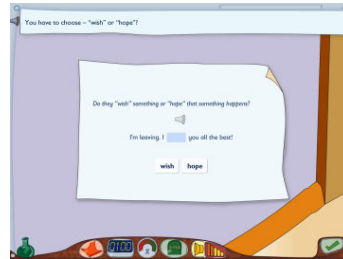 You have to choose – "wish" or "hope"?
Do they "wish" something or "hope" that something happens?
I'm leaving. I you all the best!
wish hope
0100